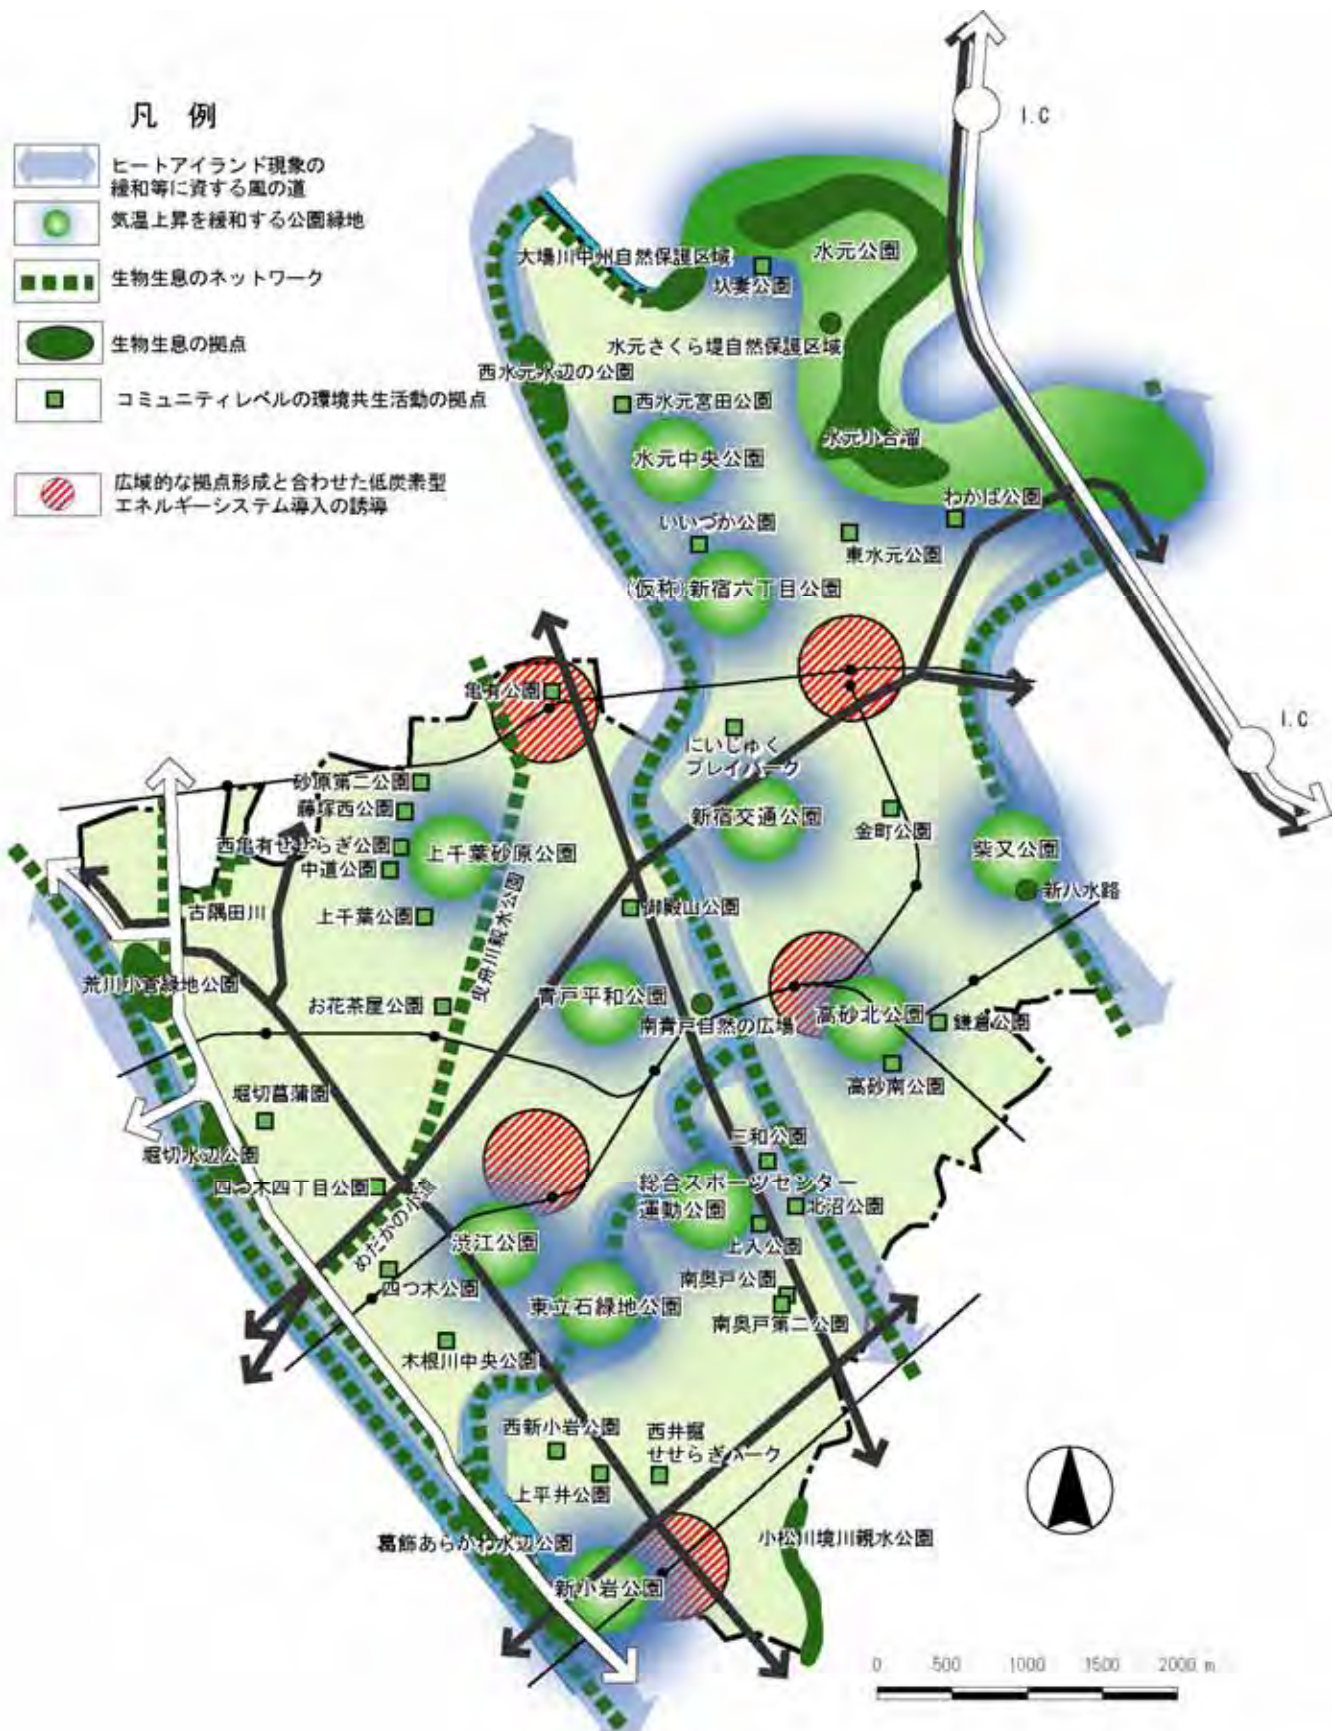 凡 例
ヒートアイランド現象の
緩和等に資する風の道
気温上昇を緩和する公園緑地
生物生息のネットワーク
生物生息の拠点
コミュニティレベルの環境共生活動の拠点
広域的な拠点形成と合わせた低炭素型
エネルギーシステム導入の誘導
I.C
大場川中州自然保護区域
水元公園
圦妻公園
水元さくら堤自然保護区域
西水元水辺の公園
西水元宮田公園
水元小合溜
水元中央公園
わかば公園
いいづか公園
東水元公園
(仮称)新宿六丁目公園
亀有公園
I.C
にいじゅく
プレイパーク
砂原第二公園
藤塚西公園
新宿交通公園
金町公園
西亀有せせらぎ公園
上千葉砂原公園
柴又公園
中道公園
新八水路
古隅田川
上千葉公園
御殿山公園
曳舟川親水公園
荒川小菅緑地公園
青戸平和公園
お花茶屋公園
南青戸自然の広場
高砂北公園
鎌倉公園
高砂南公園
堀切菖蒲園
三和公園
堀切水辺公園
四つ木四丁目公園
総合スポーツセンター
運動公園
北沼公園
めだかの小道
渋江公園
上入公園
四つ木公園
南奥戸公園
東立石緑地公園
南奥戸第二公園
木根川中央公園
西新小岩公園
西井掘
せせらぎパーク
上平井公園
葛飾あらかわ水辺公園
小松川境川親水公園
新小岩公園
0 500 1000 1500 2000 m